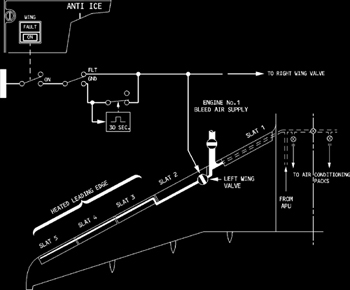 ANTI ICE
WING
FAULT
ON
ON
FLT
GND
30 SEC.
TO RIGHT WING VALVE
ENGINE No.1
BLEED AIR SUPPLY
SLAT 1
SLAT 2
LEFT WING
VALVE
TO AIR CONDITIONING
PACKS
FROM
APU
HEATED LEADING EDGE
SLAT 3
SLAT 4
SLAT 5